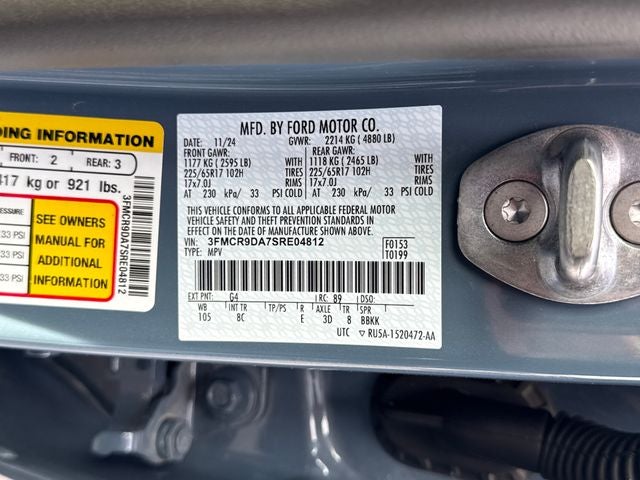 DING INFORMATION
FRONT: 2 REAR: 3
417 kg or 921 lbs.
PRESSURE
33 PSI
33 PSI
33 PSI
SEE OWNERS
MANUAL FOR
ADDITIONAL
INFORMATION
3FMCR9DA7SRE04812
MFD. BY FORD MOTOR CO.
DATE: 11/24 GVWR: 2214 KG ( 4880 LB)
FRONT GAWR: REAR GAWR:
1177 KG ( 2595 LB) WITH 1118 KG ( 2465 LB) WITH
225/65R17 102H TIRES 225/65R17 102H TIRES
17x7.0J RIMS 17x7.0J RIMS
AT 230 kPa/ 33 PSI COLD AT 230 kPa/ 33 PSI COLD
THIS VEHICLE CONFORMS TO ALL APPLICABLE FEDERAL MOTOR
VEHICLE SAFETY AND THEFT PREVENTION STANDARDS IN
EFFECT ON THE DATE OF MANUFACTURE SHOWN ABOVE.
VIN: 3FMCR9DA7SRE04812 F0153
TYPE: MPV T0199
EXT PNT: G4 RC: 89 DSO:
WB INT TR TP/PS R AXLE TR SPR
105 8C E 3D 8 BBKK
UTC RU5A-1520472-AA